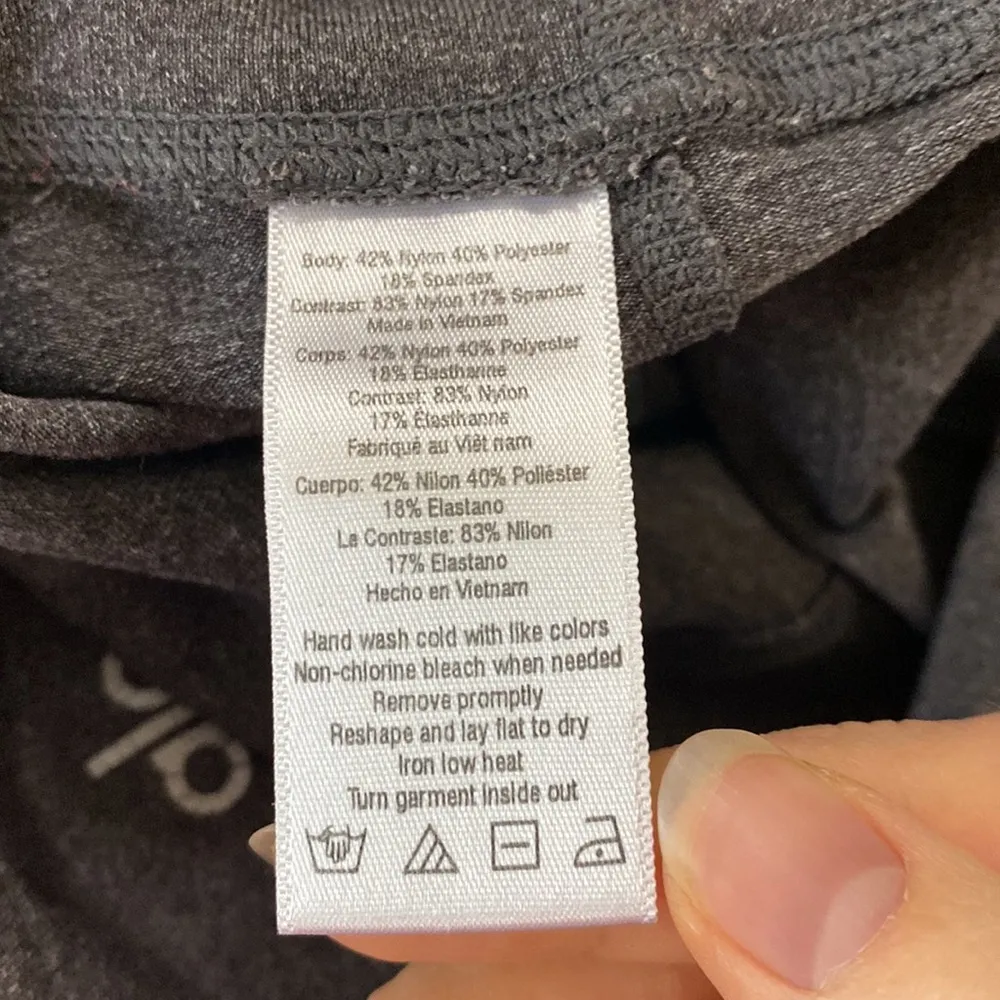 Body: 42% Nylon 40% Polyester
18% Spandex
Contrast: 83% Nylon 17% Spandex
Made in Vietnam
Corps: 42% Nylon 40% Polyester
18% Élasthanne
Contrast: 83% Nylon
17% Élasthanne
Fabriqué au Viêt nam
Cuerpo: 42% Nilon 40% Poliéster
18% Elastano
Le Contraste: 83% Nilon
17% Elastano
Hecho en Vietnam
Hand wash cold with like colors
Non-chlorine bleach when needed
Remove promptly
Reshape and lay flat to dry
Iron low heat
Turn garment inside out